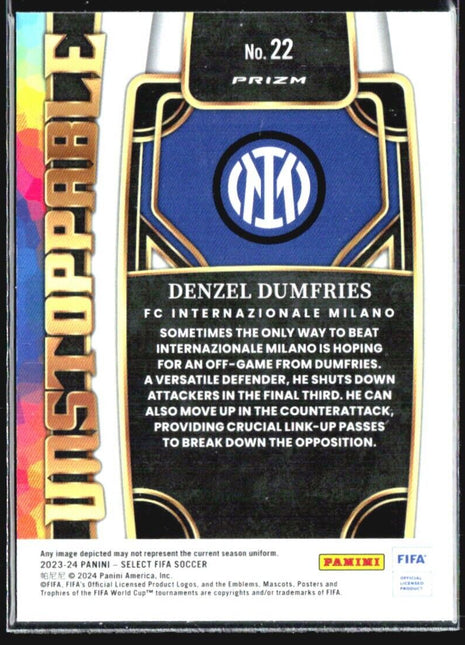 UNSTOPPABLE
No. 22
PRIZM
DENZEL DUMFRIES
FC INTERNAZIONALE MILANO
SOMETIMES THE ONLY WAY TO BEAT
INTERNAZIONALE MILANO IS HOPING
FOR AN OFF-GAME FROM DUMFRIES.
A VERSATILE DEFENDER, HE SHUTS DOWN
ATTACKERS IN THE FINAL THIRD. HE CAN
ALSO MOVE UP IN THE COUNTERATTACK,
PROVIDING CRUCIAL LINK-UP PASSES
TO BREAK DOWN THE OPPOSITION.
Any image depicted may not represent the current season uniform.
2023-24 PANINI – SELECT FIFA SOCCER
帕尼尼 © 2024 Panini America, Inc.
©FIFA, FIFA's Official Licensed Product Logos, and the Emblems, Mascots, Posters and
Trophies of the FIFA World Cup™ tournaments are copyrights and/or trademarks of FIFA.
PANINI
FIFA
OFFICIAL
LICENSED
PRODUCT